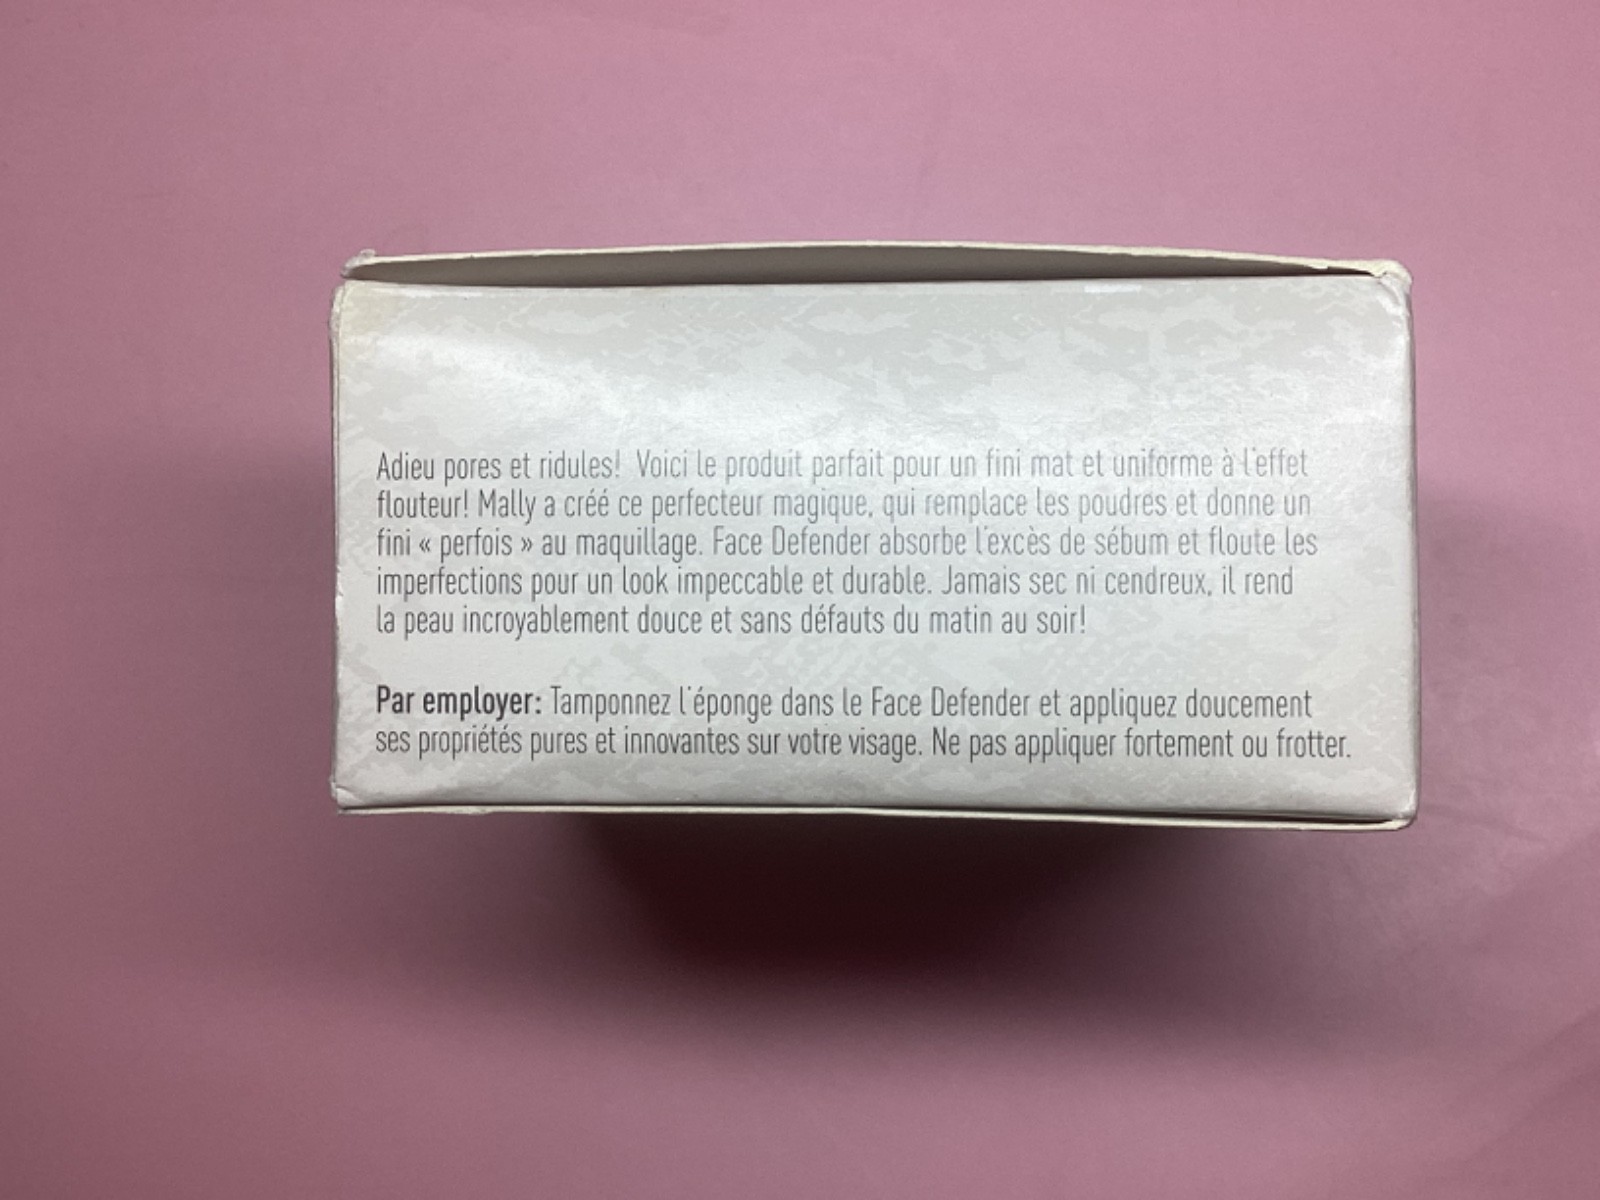 Adieu pores et ridules! Voici le produit parfait pour un fini mat et uniforme à l'effet
flouteur! Mally a créé ce perfecteur magique, qui remplace les poudres et donne un
fini « perfois » au maquillage. Face Defender absorbe l'excès de sébum et floute les
imperfections pour un look impeccable et durable. Jamais sec ni cendreux, il rend
la peau incroyablement douce et sans défauts du matin au soir!
Par employer: Tamponnez l'éponge dans le Face Defender et appliquez doucement
ses propriétés pures et innovantes sur votre visage. Ne pas appliquer fortement ou frotter.